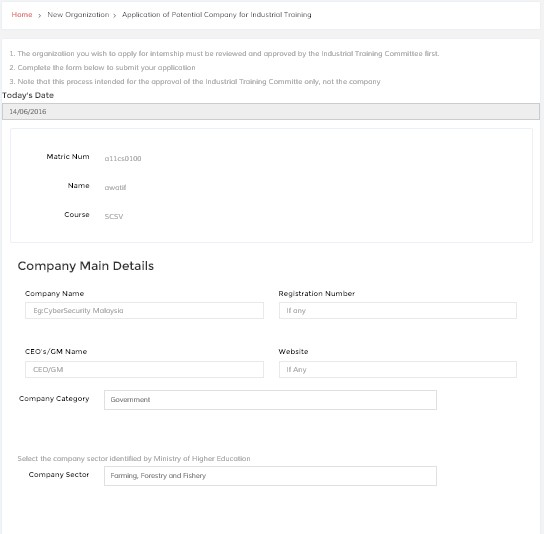 Home > New Organization > Application of Potential Company for Industrial Training
1. The organization you wish to apply for internship must be reviewed and approved by the Industrial Training Committee first.
2. Complete the form below to submit your application
3. Note that this process intended for the approval of the Industrial Training Committie only, not the company
Today's Date
14/06/2016
Matric Num a11cs0100
Name awatif
Course SCSV
Company Main Details
Company Name Registration Number
Eg:CyberSecurity Malaysia If any
CEO's/GM Name Website
CEO/GM If Any
Company Category Government
Select the company sector identified by Ministry of Higher Education
Company Sector Farming, Forestry and Fishery